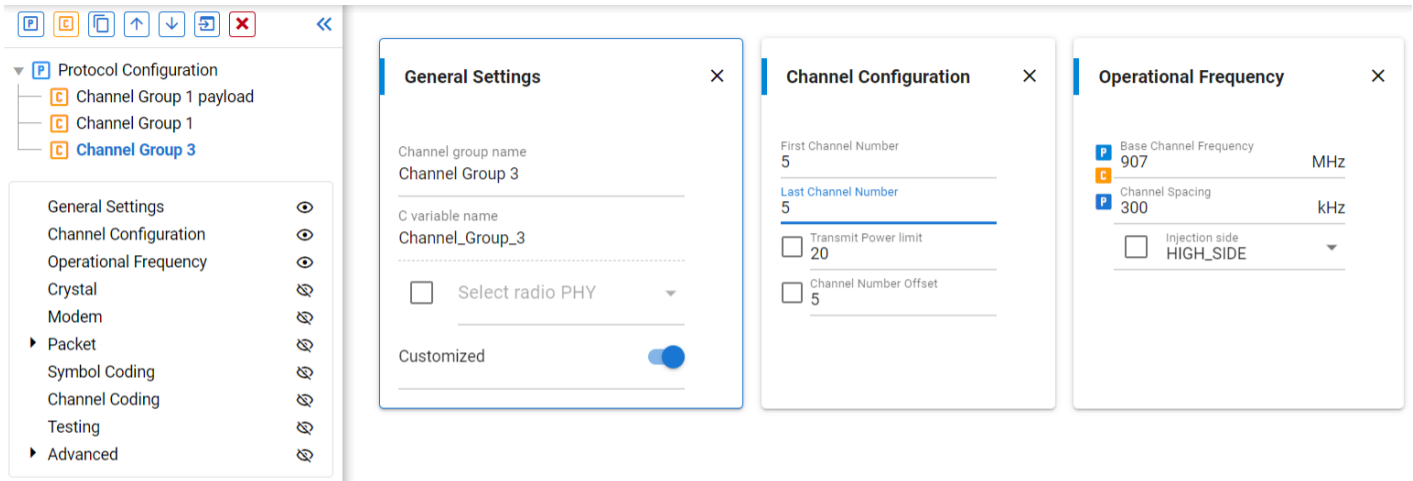 P C
P Protocol Configuration
C Channel Group 1 payload
C Channel Group 1
C Channel Group 3
General Settings
Channel Configuration
Operational Frequency
Crystal
Modem
Packet
Symbol Coding
Channel Coding
Testing
Advanced
General Settings
Channel group name
Channel Group 3
C variable name
Channel_Group_3
Select radio PHY
Customized
Channel Configuration
First Channel Number
5
Last Channel Number
5
Transmit Power limit
20
Channel Number Offset
5
Operational Frequency
P Base Channel Frequency
907 MHz
C
P Channel Spacing
300 kHz
Injection side
HIGH_SIDE